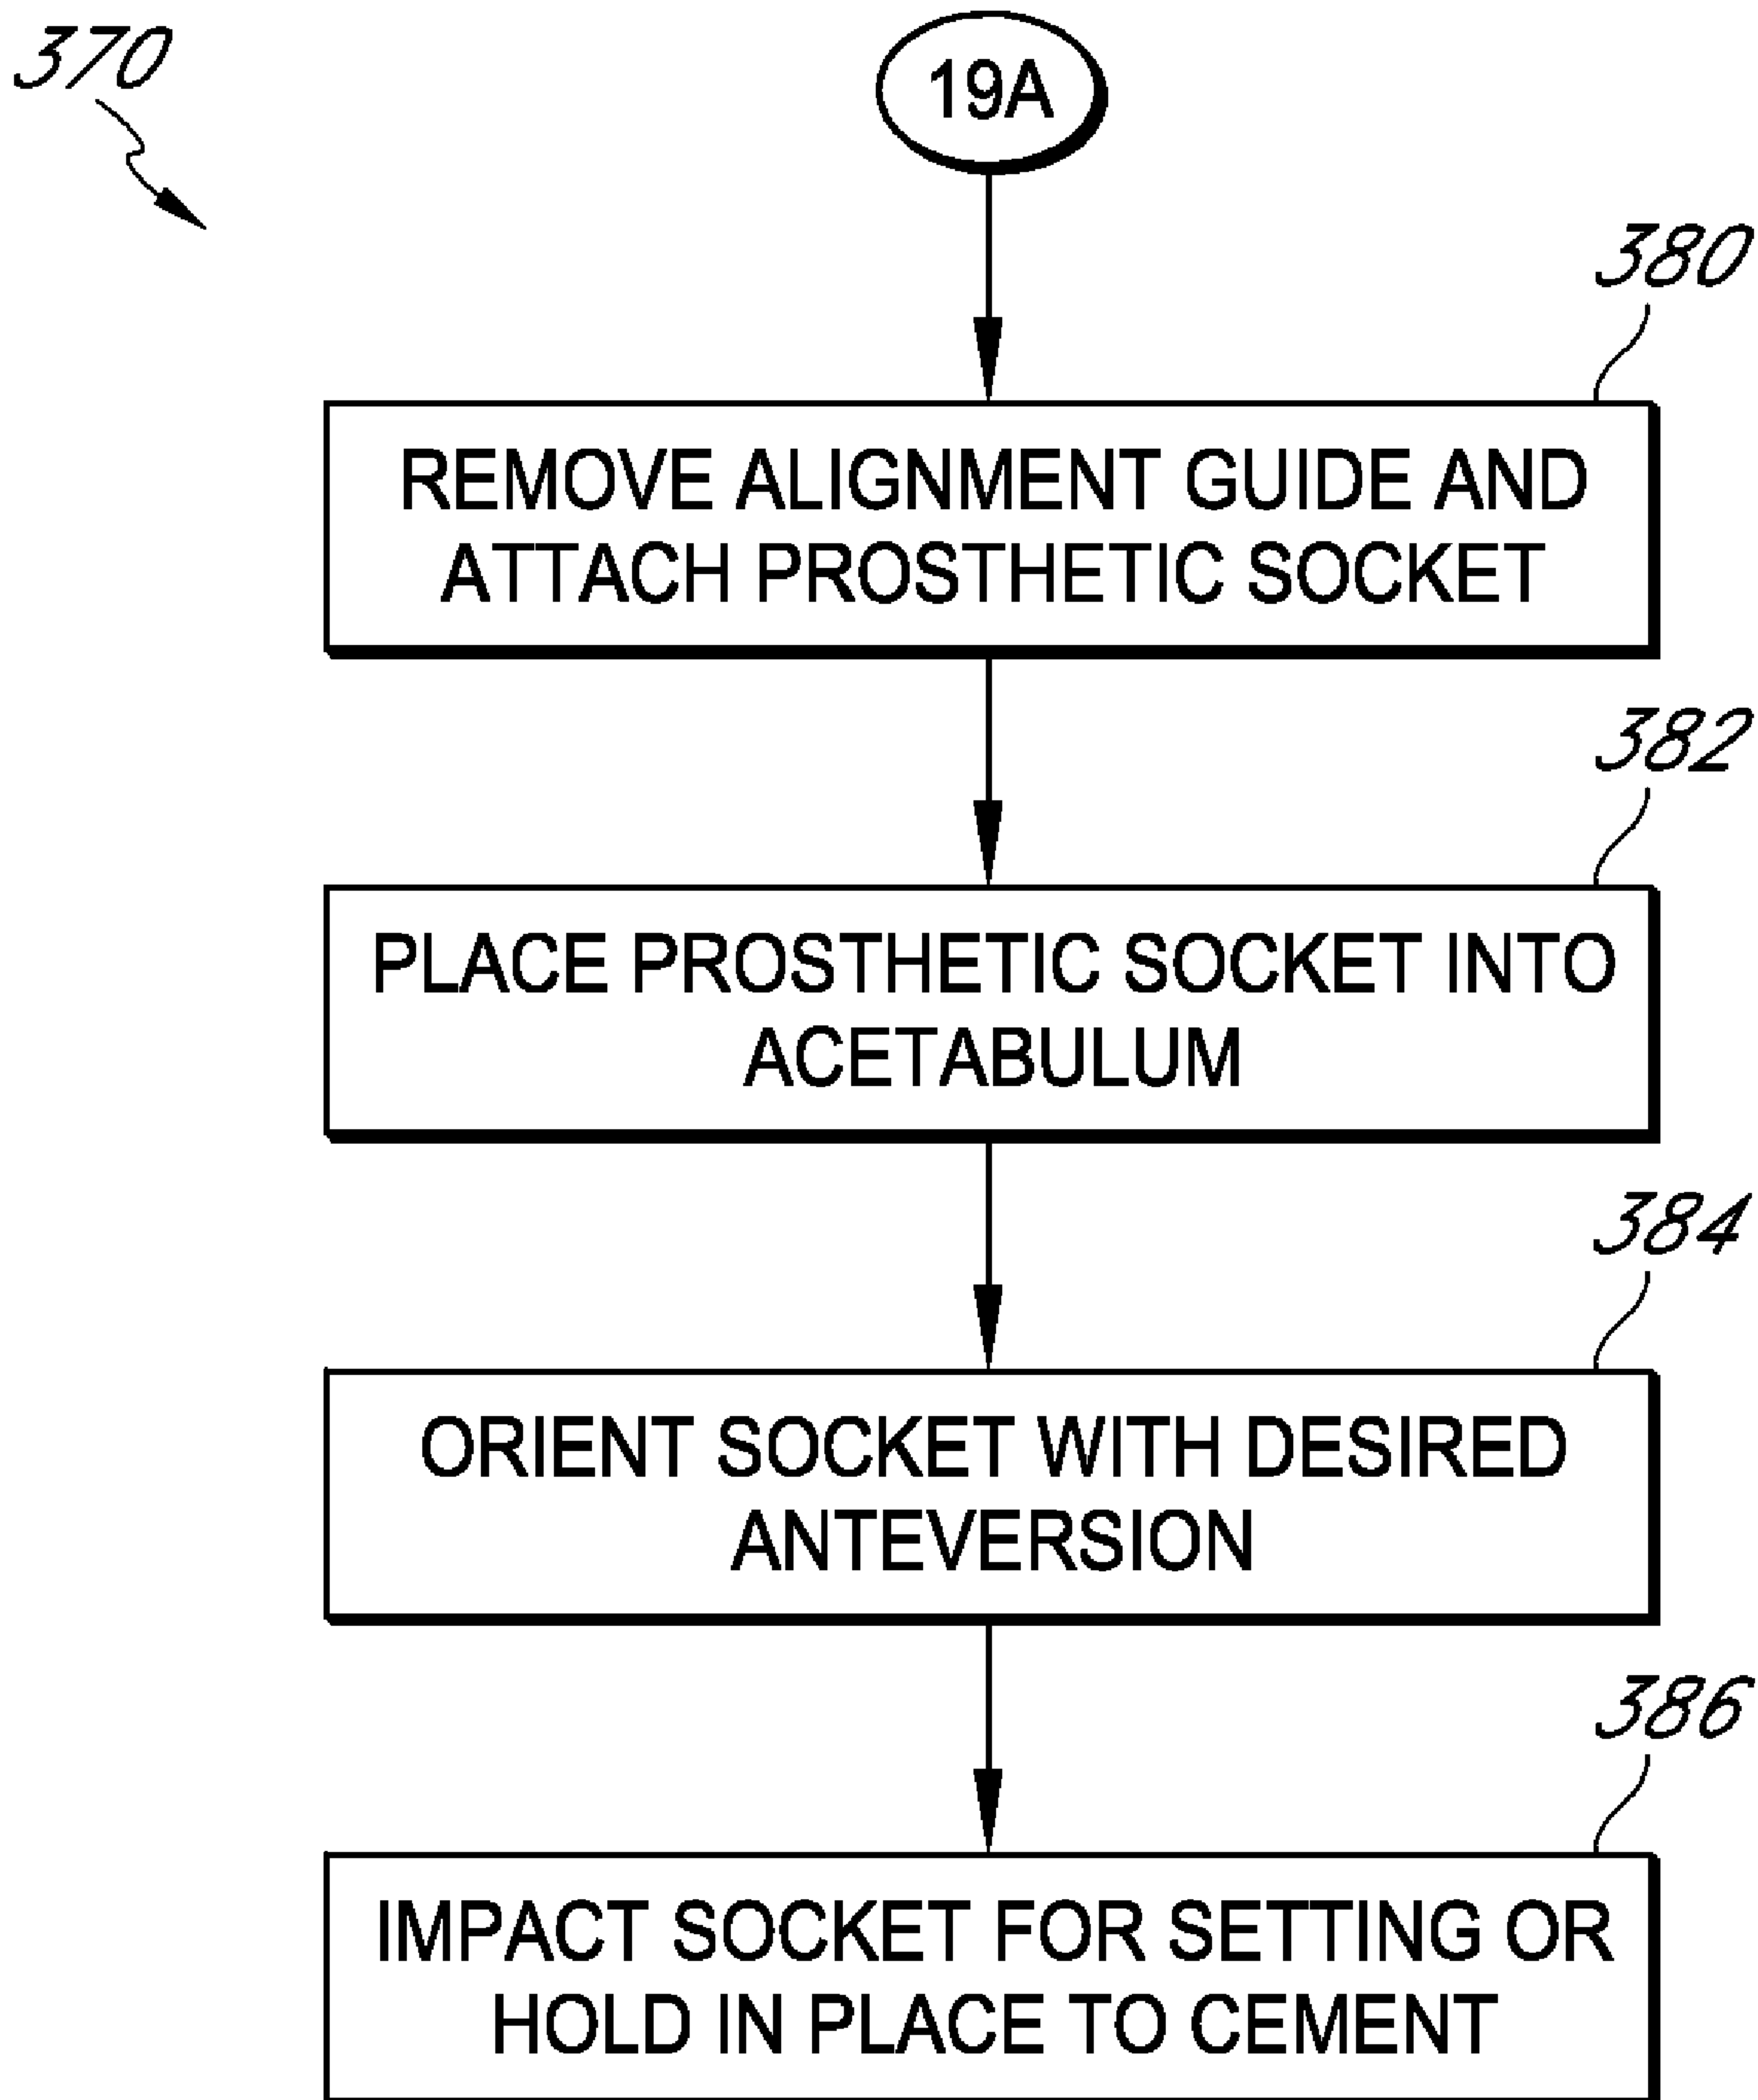 370
19A
380
REMOVE ALIGNMENT GUIDE AND
ATTACH PROSTHETIC SOCKET
382
PLACE PROSTHETIC SOCKET INTO
ACETABULUM
384
ORIENT SOCKET WITH DESIRED
ANTEVERSION
386
IMPACT SOCKET FOR SETTING OR
HOLD IN PLACE TO CEMENT